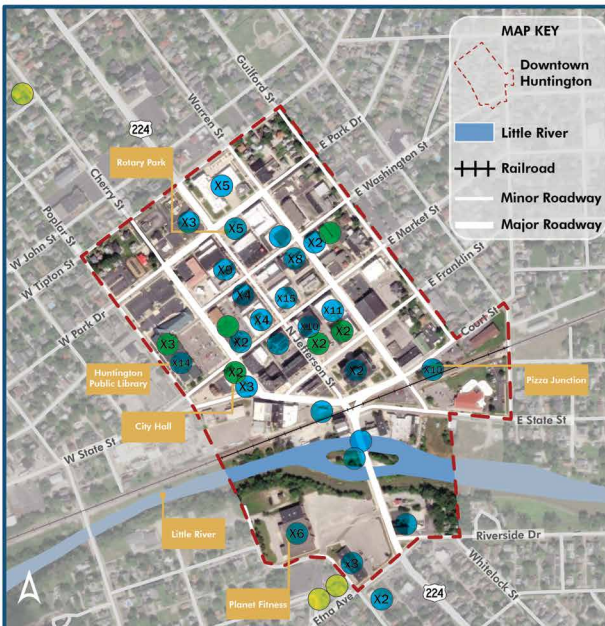 MAP KEY
Downtown
Huntington
Little River
Railroad
Minor Roadway
Major Roadway
Guilford St
Warren St
224
Cherry St
Poplar St
W John St
W Tipton St
W Park Dr
E Park Dr
E Washington St
E Market St
E Franklin St
Court St
Rotary Park
X5
X3
X5
X2
X8
X9
X4
X15
X11
X4
X10
X2
X2
X2
X3
X14
N Jefferson St
X2
X2
X3
X10
Huntington
Public Library
City Hall
Pizza Junction
W State St
E State St
Little River
X6
X3
X2
Planet Fitness
Riverside Dr
Whitelock St
Etna Ave
224